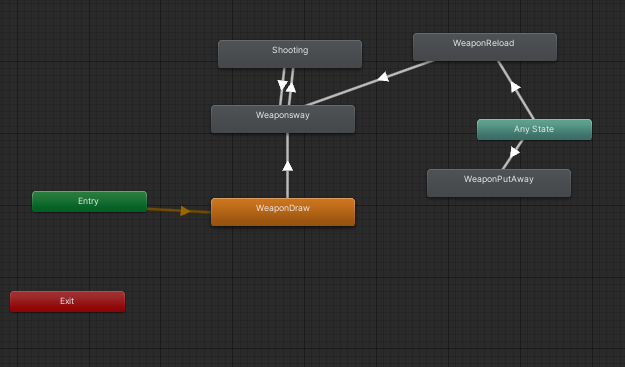 Shooting
WeaponReload
Weaponsway
Any State
WeaponPutAway
Entry
WeaponDraw
Exit